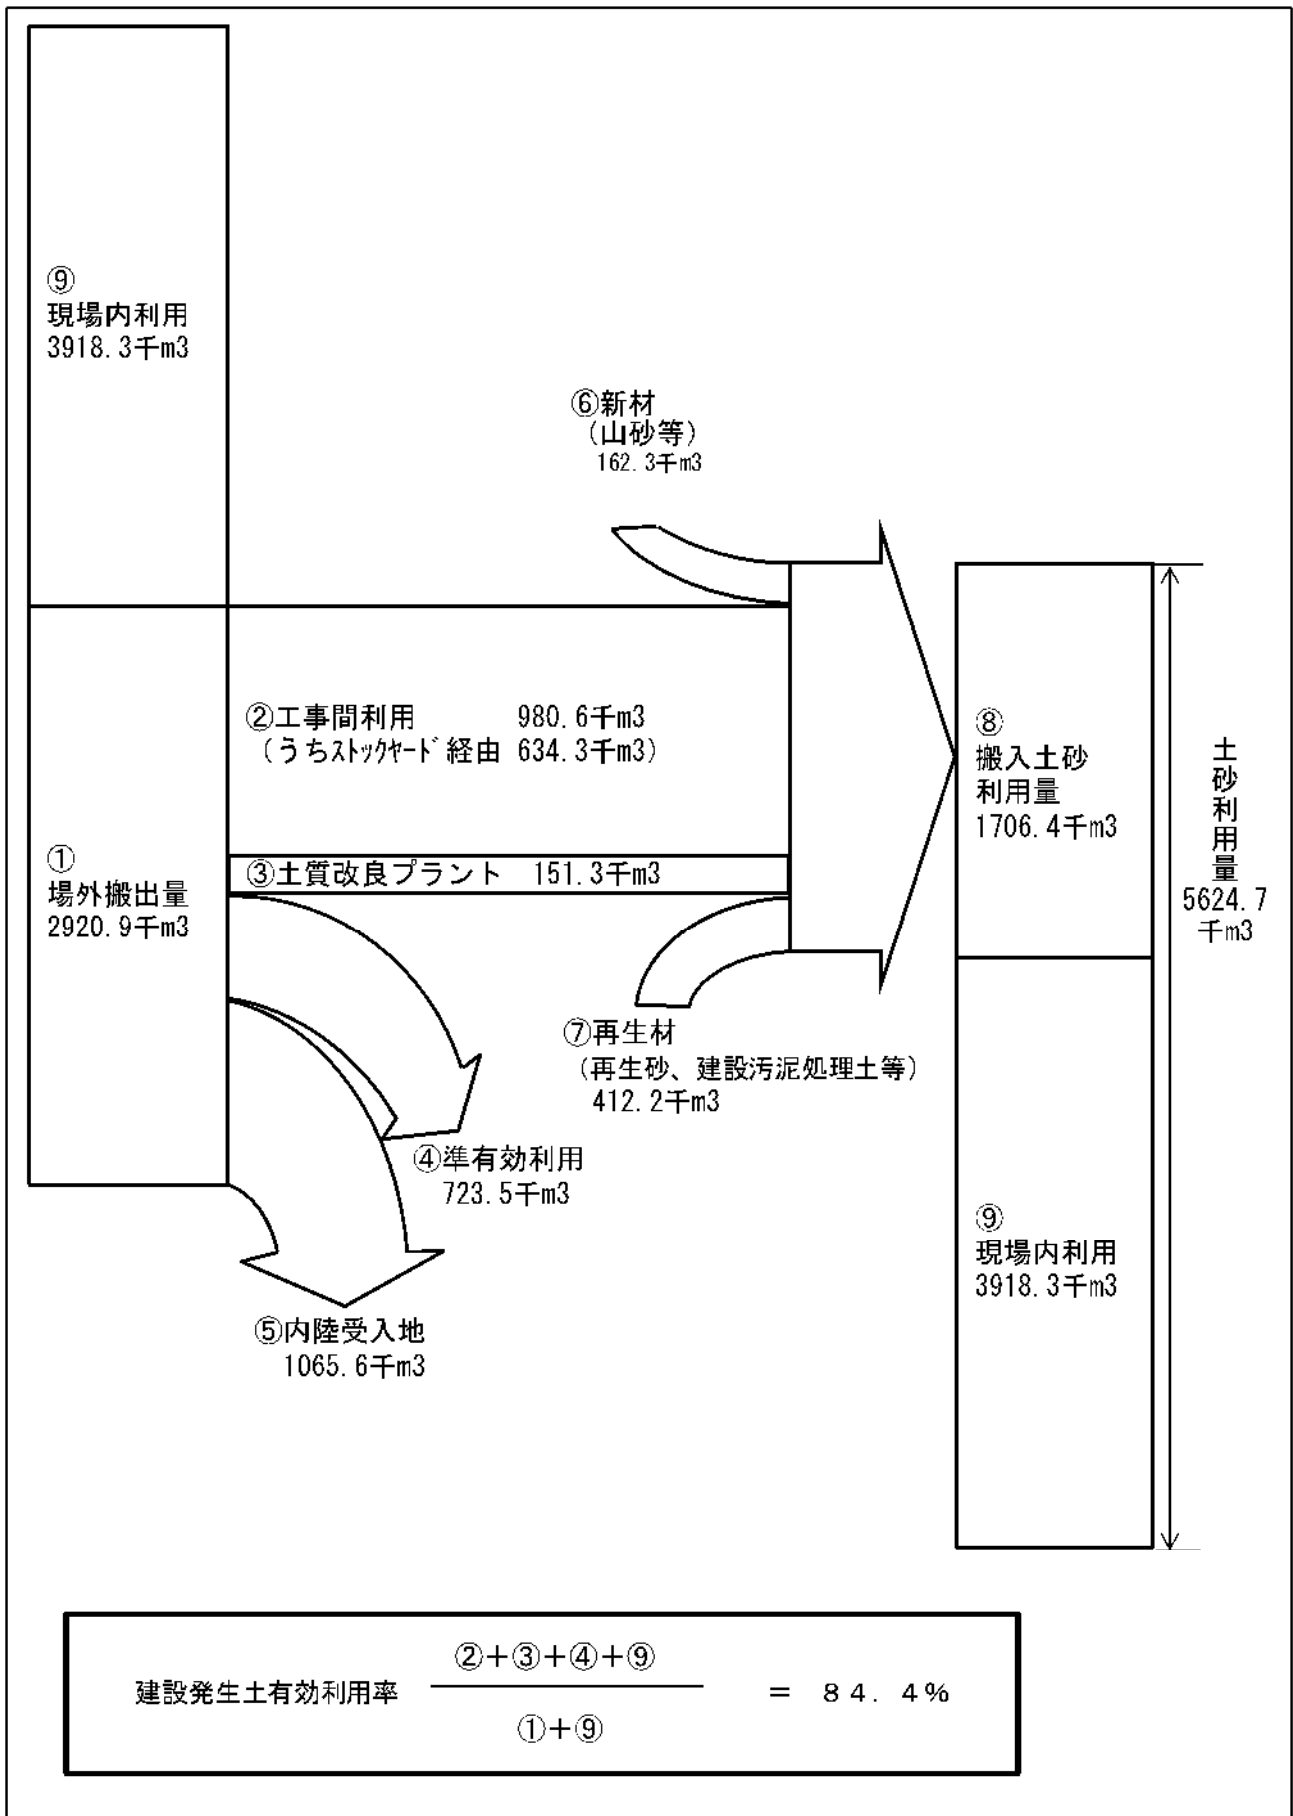 ⑨
現場内利用
3918.3千m3
⑥新材
(山砂等)
162.3千m3
②工事間利用 980.6千m3
(うちストックヤード経由 634.3千m3)
③土質改良プラント 151.3千m3
①
場外搬出量
2920.9千m3
⑧
搬入土砂
利用量
1706.4千m3
土砂利用量
5624.7
千m3
⑦再生材
(再生砂、建設汚泥処理土等)
412.2千m3
④準有効利用
723.5千m3
⑤内陸受入地
1065.6千m3
⑨
現場内利用
3918.3千m3
②+③+④+⑨
建設発生土有効利用率 = 84.4%
①+⑨